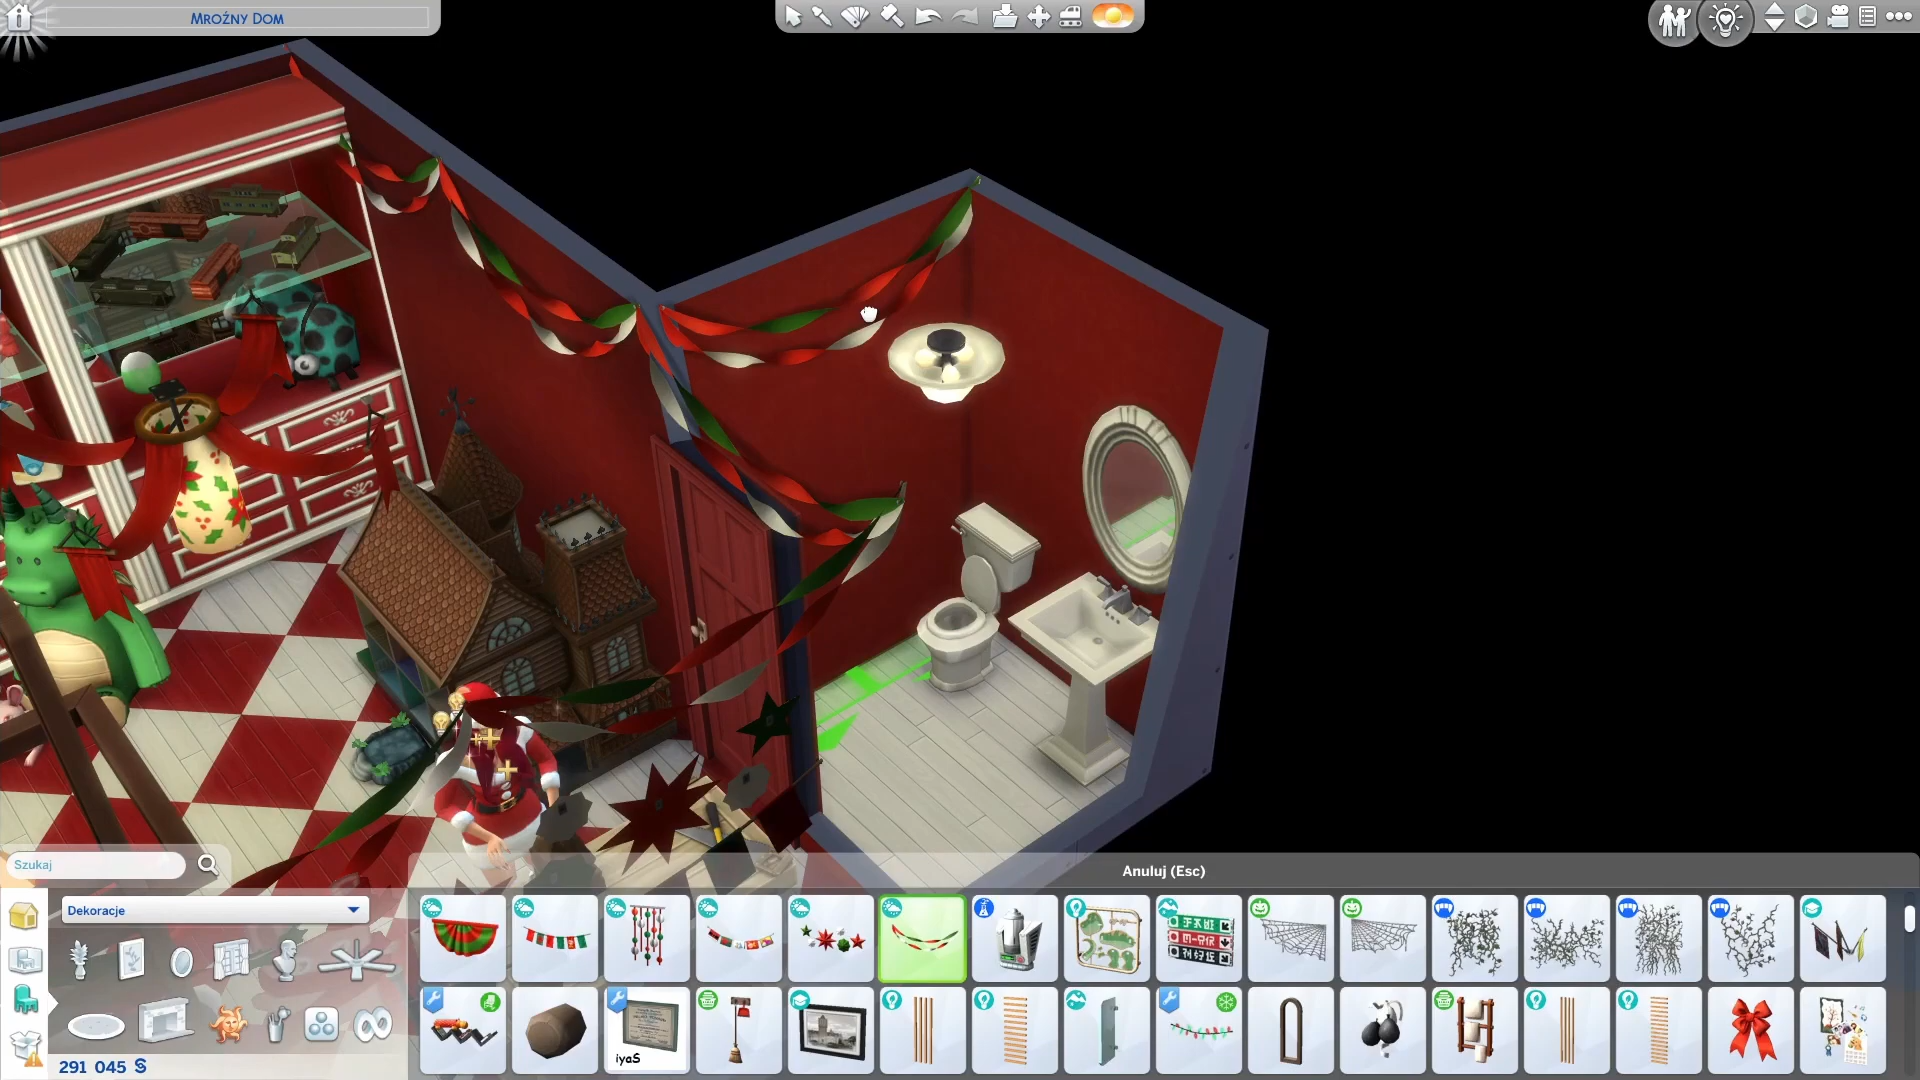 Mroźny Dom
Anuluj (Esc)
Szukaj
Dekoracje
iyaS
291 045 S